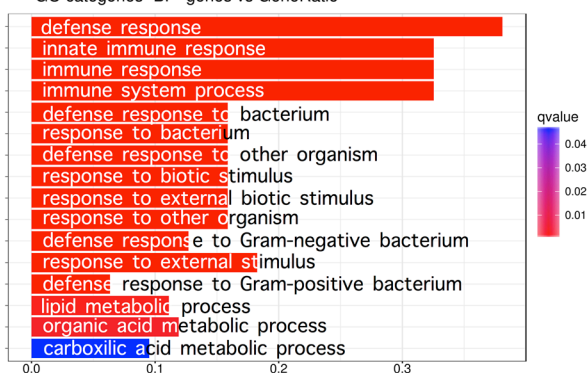 defense response
innate immune response
immune response
immune system process
defense response to bacterium
response to bacterium
defense response to other organism
response to biotic stimulus
response to external biotic stimulus
response to other organism
defense response to Gram-negative bacterium
response to external stimulus
defense response to Gram-positive bacterium
lipid metabolic process
organic acid metabolic process
carboxilic acid metabolic process
0.0 0.1 0.2 0.3
qvalue
0.04
0.03
0.02
0.01